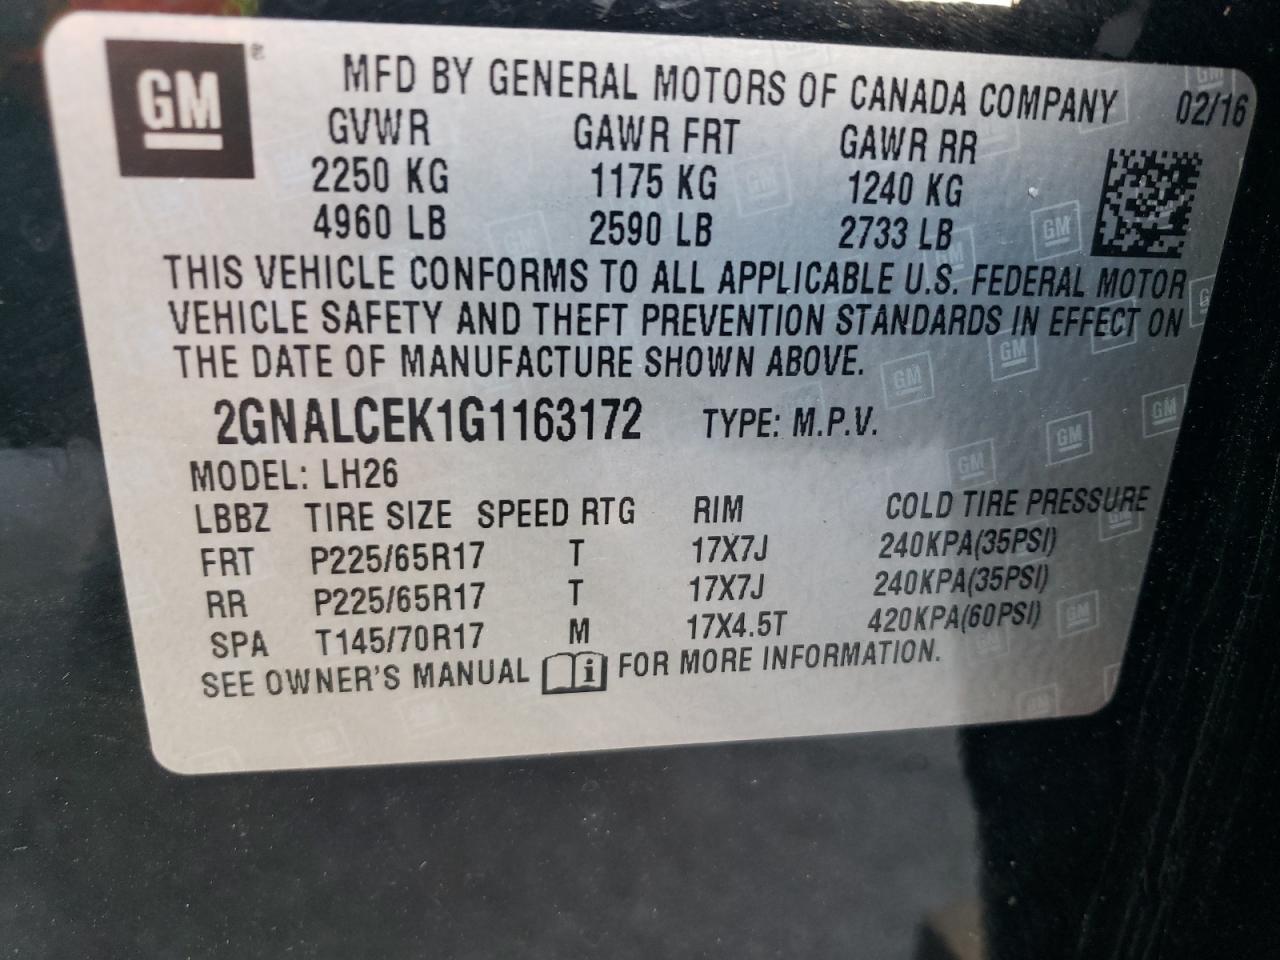 GM ®
MFD BY GENERAL MOTORS OF CANADA COMPANY 02/16
GVWR GAWR FRT GAWR RR
2250 KG 1175 KG 1240 KG
4960 LB 2590 LB 2733 LB
THIS VEHICLE CONFORMS TO ALL APPLICABLE U.S. FEDERAL MOTOR
VEHICLE SAFETY AND THEFT PREVENTION STANDARDS IN EFFECT ON
THE DATE OF MANUFACTURE SHOWN ABOVE.
2GNALCEK1G1163172 TYPE: M.P.V.
MODEL: LH26
LBBZ TIRE SIZE SPEED RTG RIM COLD TIRE PRESSURE
FRT P225/65R17 T 17X7J 240KPA(35PSI)
RR P225/65R17 T 17X7J 240KPA(35PSI)
SPA T145/70R17 M 17X4.5T 420KPA(60PSI)
SEE OWNER'S MANUAL i FOR MORE INFORMATION.